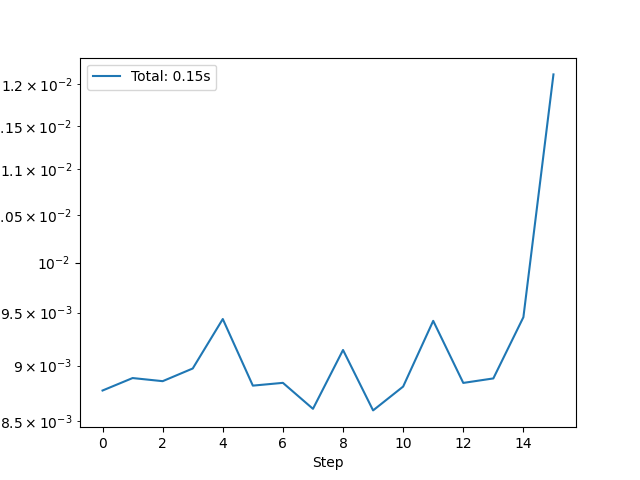 Total: 0.15s
1.2 × 10⁻²
.15 × 10⁻²
1.1 × 10⁻²
.05 × 10⁻²
10⁻²
9.5 × 10⁻³
9 × 10⁻³
8.5 × 10⁻³
0 2 4 6 8 10 12 14
Step